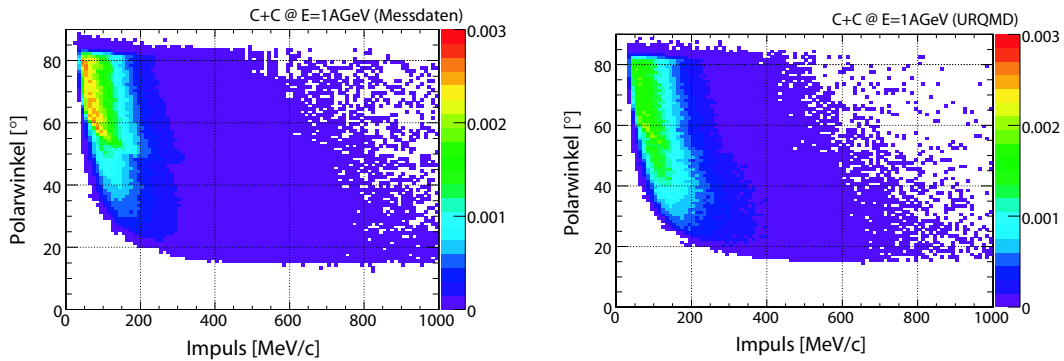 C+C @ E=1AGeV (Messdaten)
Polarwinkel [°]
80
60
40
20
0
0 200 400 600 800 1000
Impuls [MeV/c]
0.003
0.002
0.001
0
C+C @ E=1AGeV (URQMD)
Polarwinkel [°]
80
60
40
20
0
0 200 400 600 800 1000
Impuls [MeV/c]
0.003
0.002
0.001
0